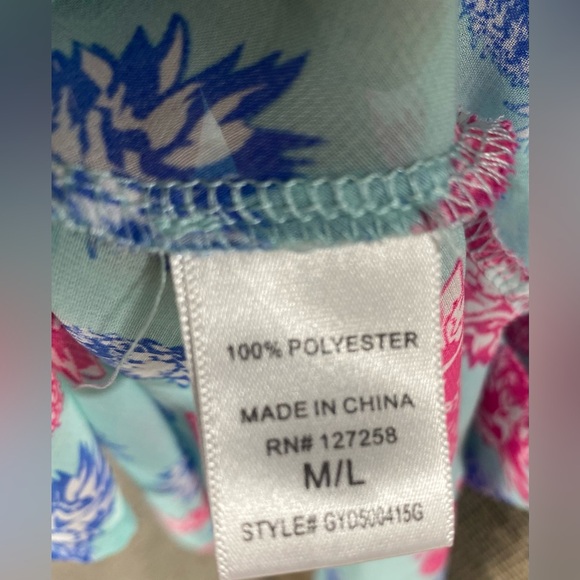 100% POLYESTER
MADE IN CHINA
RN# 127258
M/L
STYLE# GYD500415G